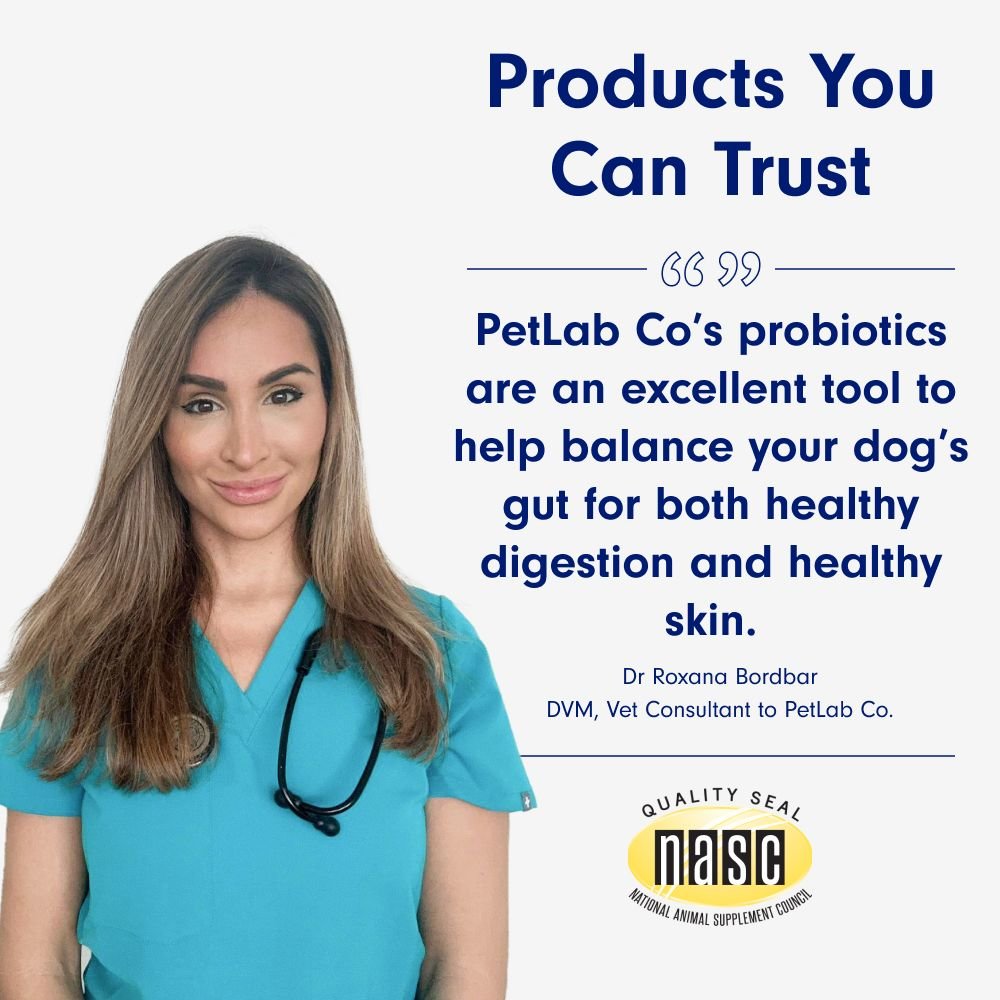 Products You
Can Trust
“ ”
PetLab Co’s probiotics
are an excellent tool to
help balance your dog’s
gut for both healthy
digestion and healthy
skin.
Dr Roxana Bordbar
DVM, Vet Consultant to PetLab Co.
QUALITY SEAL
nasc
NATIONAL ANIMAL SUPPLEMENT COUNCIL